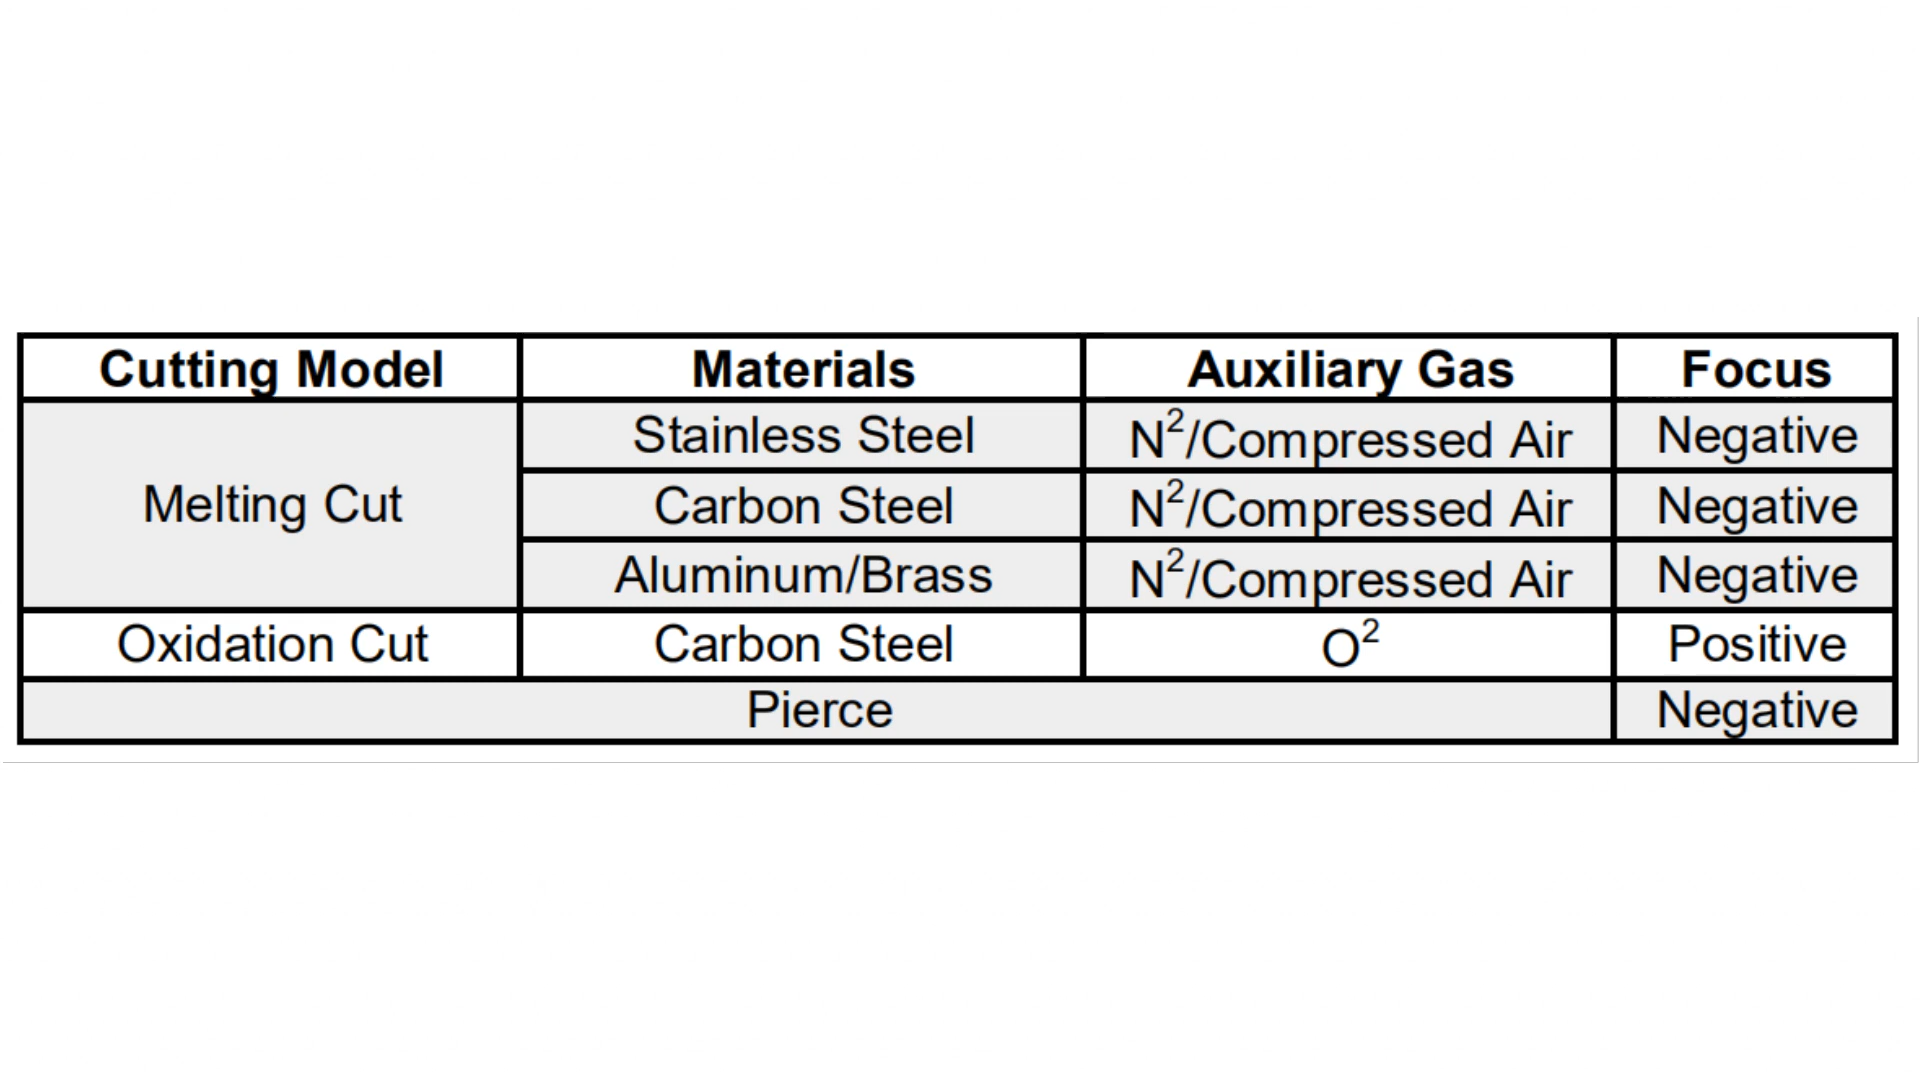 Cutting Model Materials Auxiliary Gas Focus
Melting Cut
Stainless Steel N²/Compressed Air Negative
Carbon Steel N²/Compressed Air Negative
Aluminum/Brass N²/Compressed Air Negative
Oxidation Cut Carbon Steel O² Positive
Pierce Negative